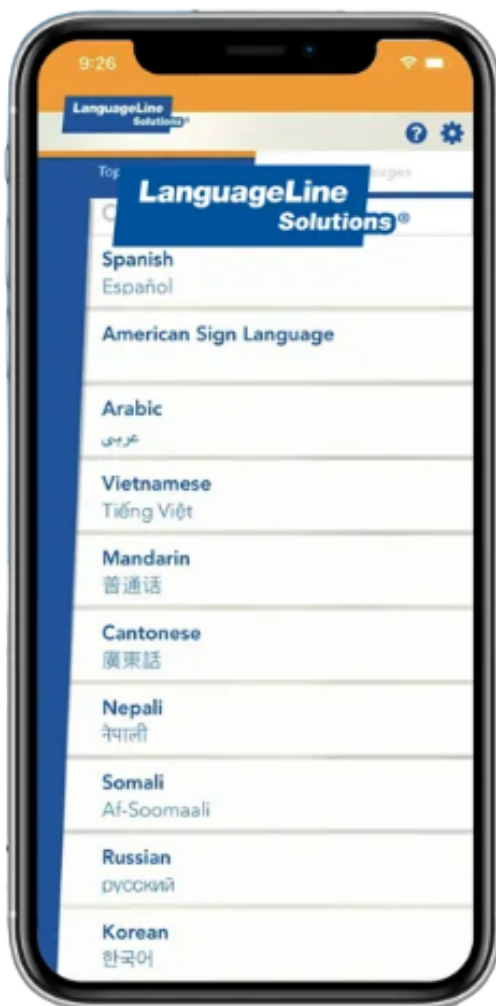 9:26
LanguageLine
Solutions®
LanguageLine
Solutions®
Spanish
Español
American Sign Language
Arabic
عربى
Vietnamese
Tiếng Việt
Mandarin
普通话
Cantonese
廣東話
Nepali
नेपाली
Somali
Af-Soomaali
Russian
русский
Korean
한국어